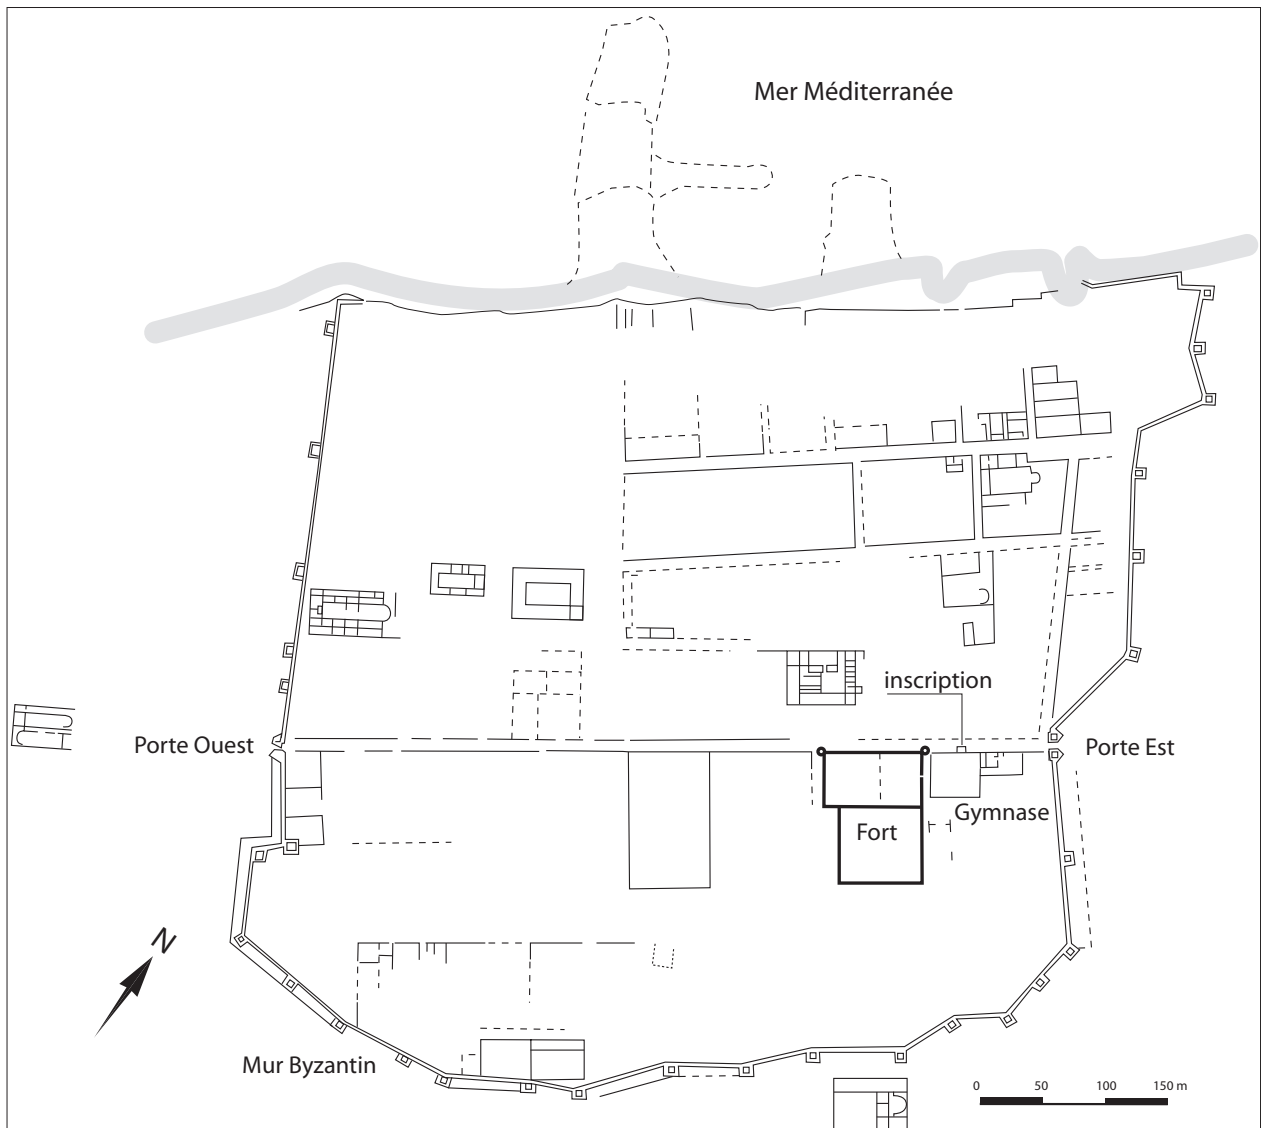 Mer Méditerranée
inscription
Porte Ouest
Porte Est
Gymnase
Fort
N
Mur Byzantin
0 50 100 150 m